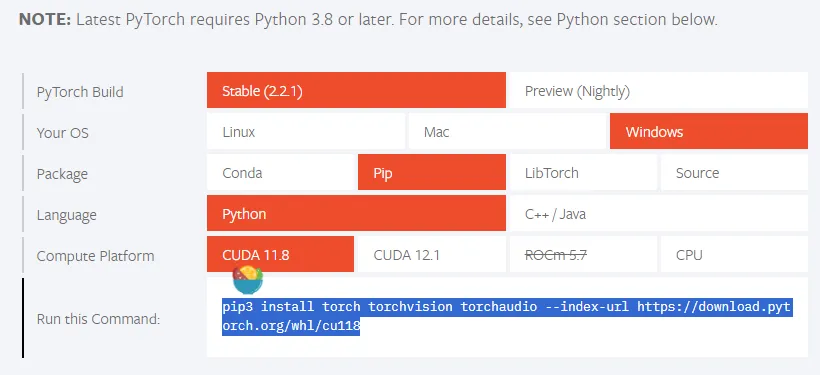 NOTE: Latest PyTorch requires Python 3.8 or later. For more details, see Python section below.
PyTorch Build Stable (2.2.1) Preview (Nightly)
Your OS Linux Mac Windows
Package Conda Pip LibTorch Source
Language Python C++ / Java
Compute Platform CUDA 11.8 CUDA 12.1 ROCm 5.7 CPU
Run this Command:
pip3 install torch torchvision torchaudio --index-url https://download.pyt
orch.org/whl/cu118